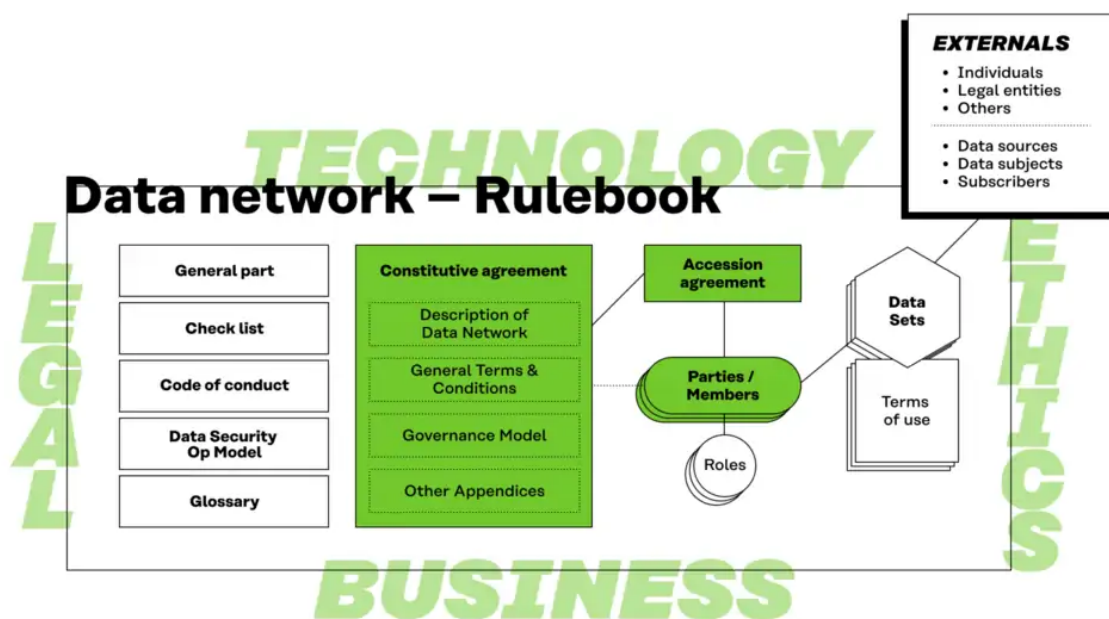 EXTERNALS
• Individuals
• Legal entities
• Others
• Data sources
• Data subjects
• Subscribers
TECHNOLOGY
Data network – Rulebook
LEGAL
General part
Check list
Code of conduct
Data Security
Op Model
Glossary
Constitutive agreement
Description of
Data Network
General Terms &
Conditions
Governance Model
Other Appendices
Accession
agreement
Parties /
Members
Roles
Data
Sets
Terms
of use
ETHICS
BUSINESS